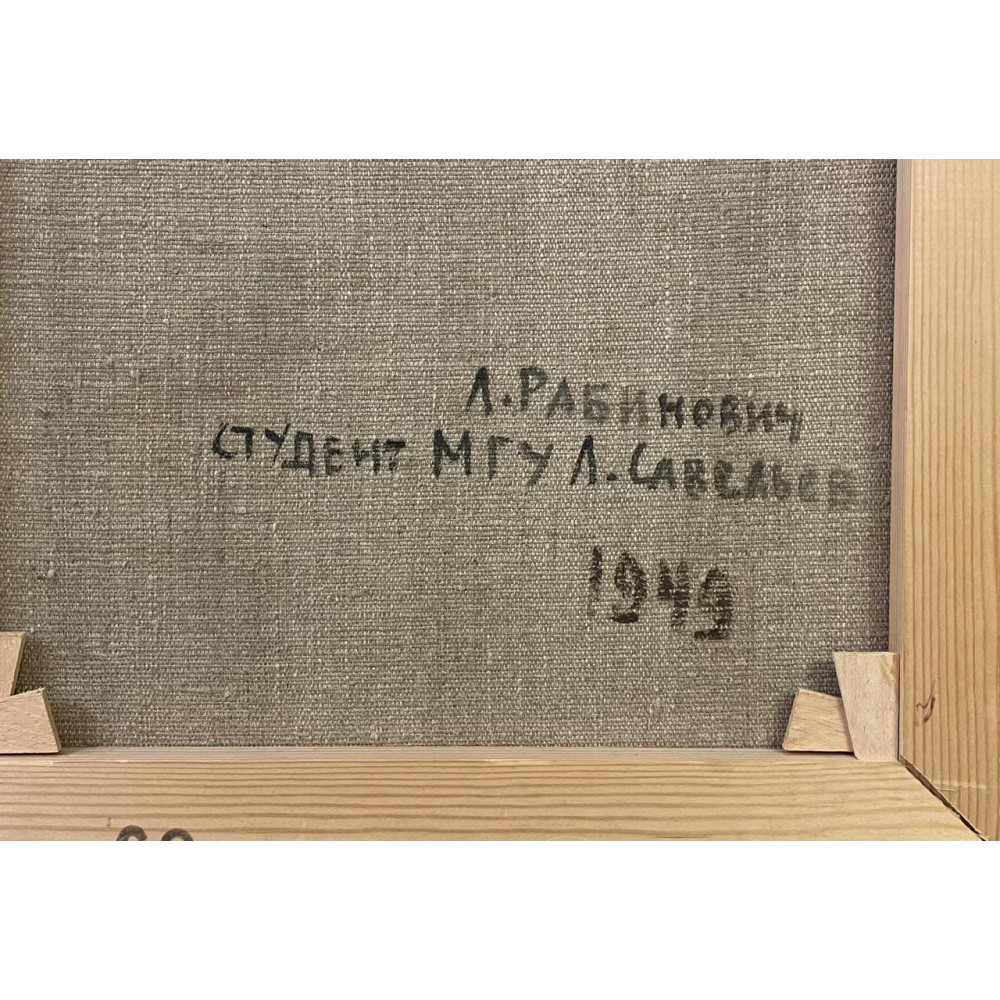 Л. РАБИНОВИЧ
СТУДЕНТ МГУ Л. САВЕЛЬЕВ
1949